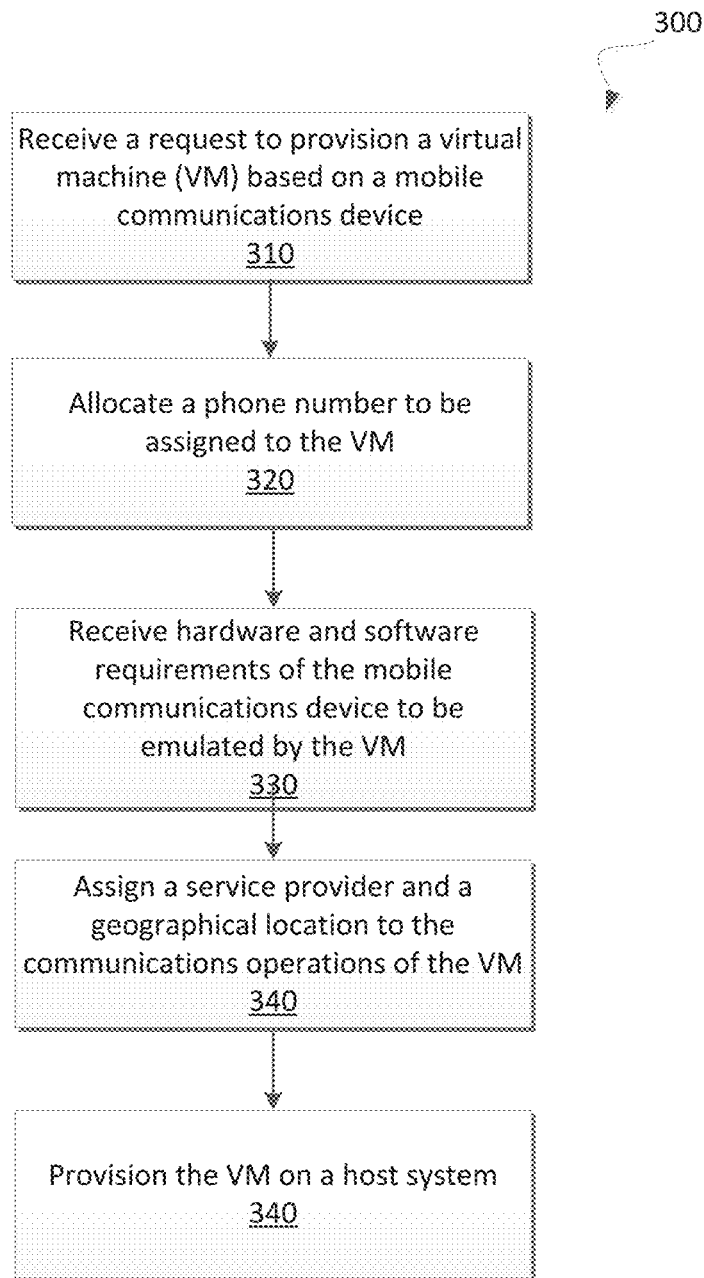 300
Receive a request to provision a virtual
machine (VM) based on a mobile
communications device
310
Allocate a phone number to be
assigned to the VM
320
Receive hardware and software
requirements of the mobile
communications device to be
emulated by the VM
330
Assign a service provider and a
geographical location to the
communications operations of the VM
340
Provision the VM on a host system
340